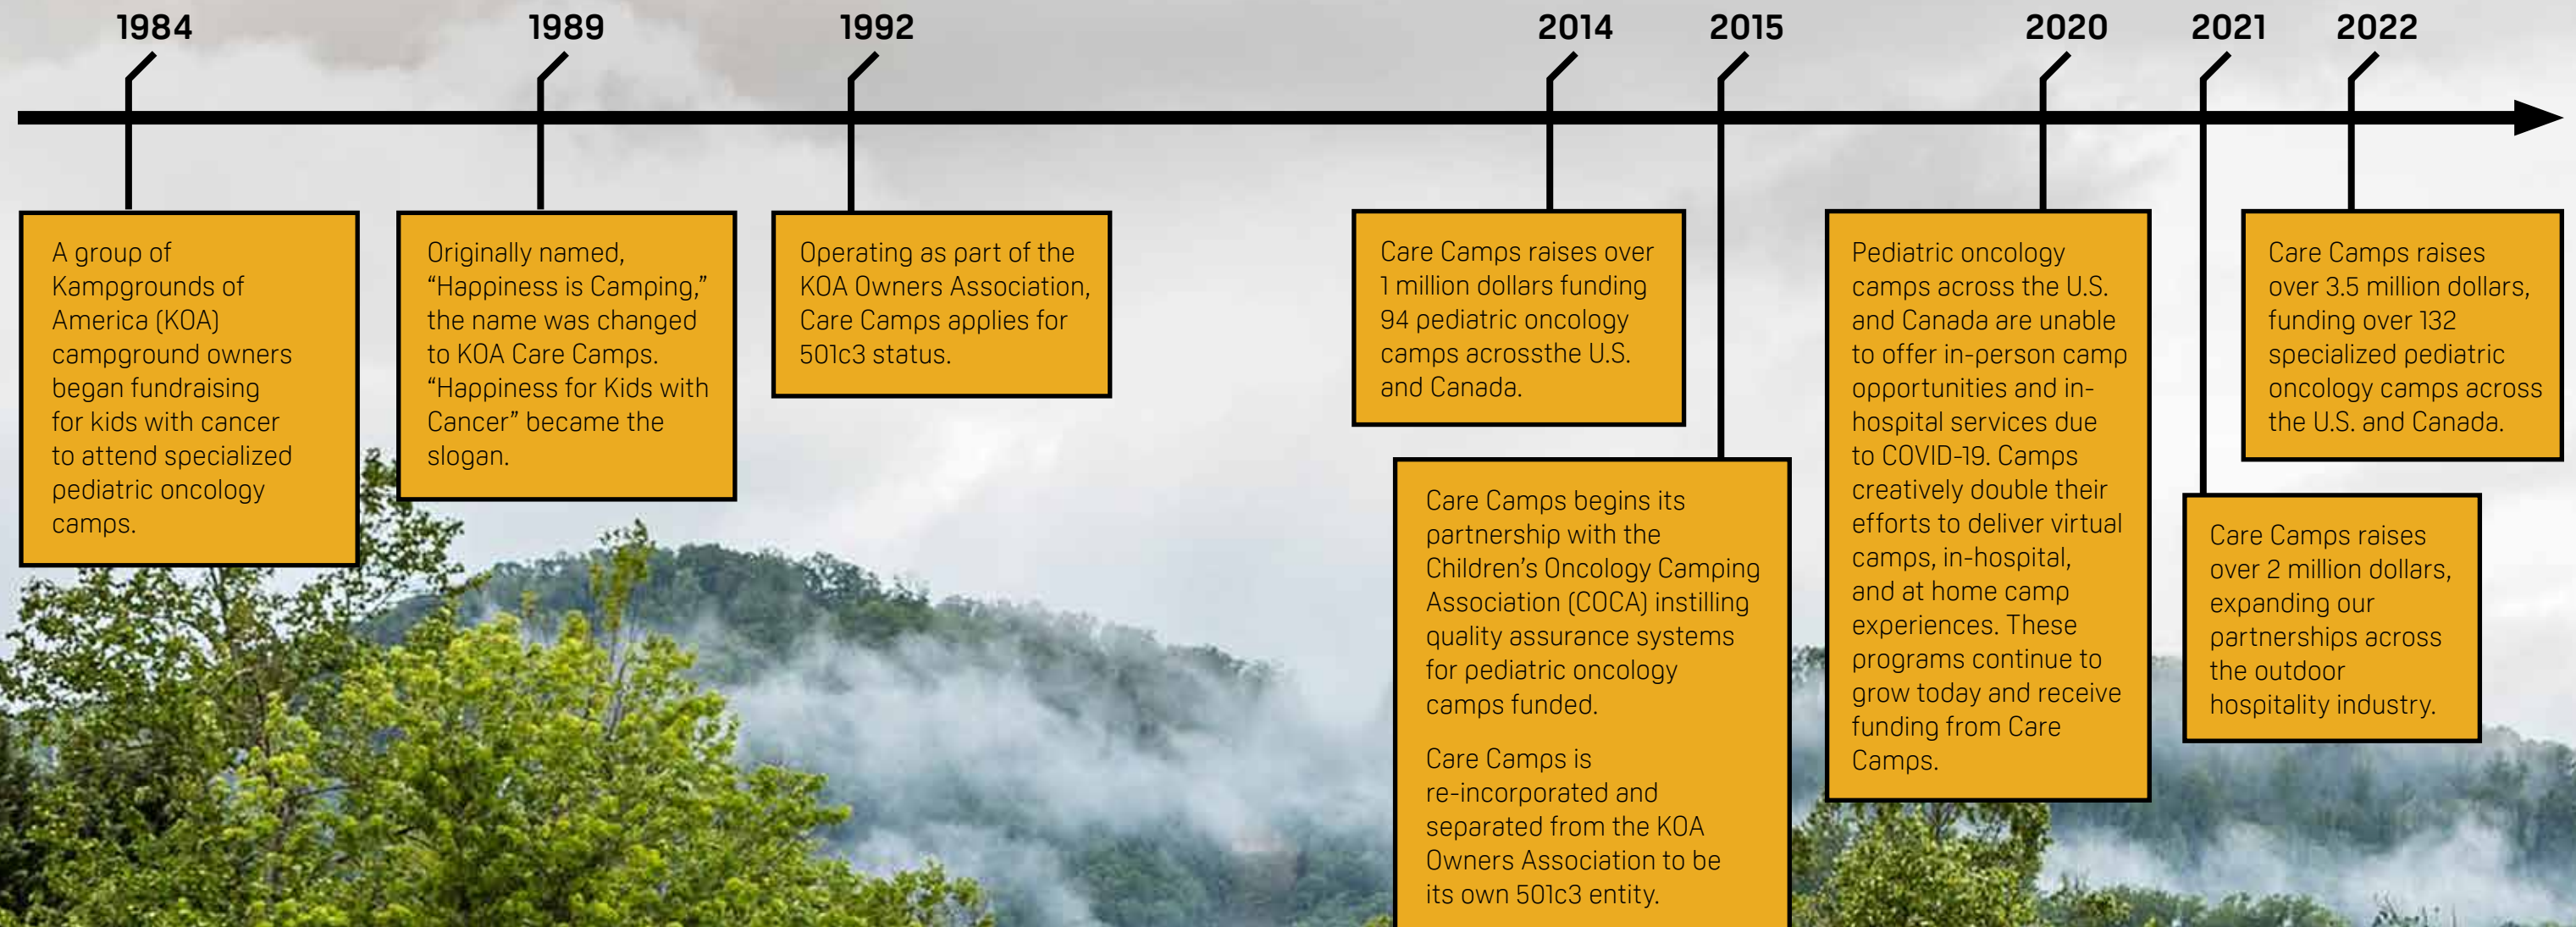 1984
1989
1992
2014
2015
2020
2021
2022
A group of
Kampgrounds of
America (KOA)
campground owners
began fundraising
for kids with cancer
to attend specialized
pediatric oncology
camps.
Originally named,
“Happiness is Camping,”
the name was changed
to KOA Care Camps.
“Happiness for Kids with
Cancer” became the
slogan.
Operating as part of the
KOA Owners Association,
Care Camps applies for
501c3 status.
Care Camps raises over
1 million dollars funding
94 pediatric oncology
camps acrossthe U.S.
and Canada.
Care Camps begins its
partnership with the
Children’s Oncology Camping
Association (COCA) instilling
quality assurance systems
for pediatric oncology
camps funded.
Care Camps is
re-incorporated and
separated from the KOA
Owners Association to be
its own 501c3 entity.
Pediatric oncology
camps across the U.S.
and Canada are unable
to offer in-person camp
opportunities and in-
hospital services due
to COVID-19. Camps
creatively double their
efforts to deliver virtual
camps, in-hospital,
and at home camp
experiences. These
programs continue to
grow today and receive
funding from Care
Camps.
Care Camps raises
over 2 million dollars,
expanding our
partnerships across
the outdoor
hospitality industry.
Care Camps raises
over 3.5 million dollars,
funding over 132
specialized pediatric
oncology camps across
the U.S. and Canada.